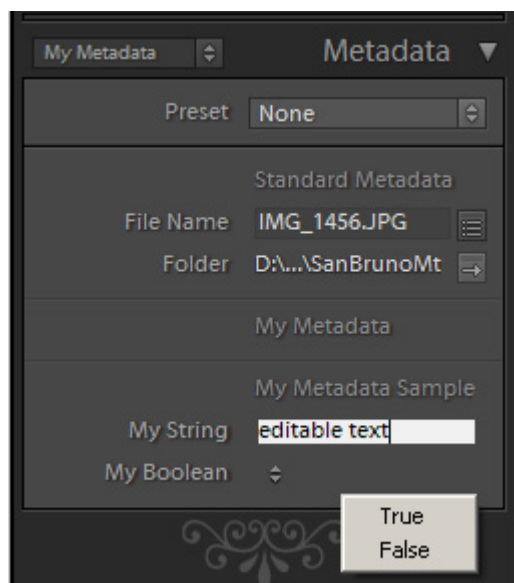 My Metadata Metadata
Preset None
Standard Metadata
File Name IMG_1456.JPG
Folder D:\...\SanBrunoMt
My Metadata
My Metadata Sample
My String editable text
My Boolean
True
False